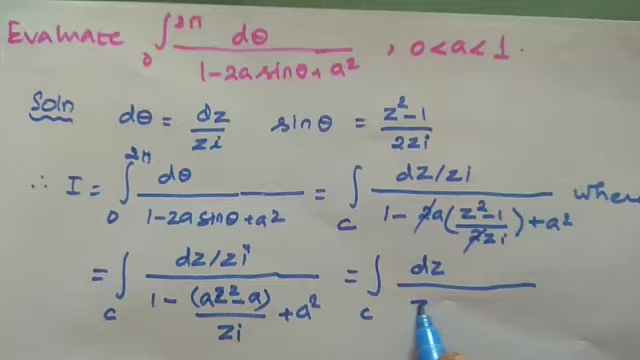 Evaluate ∫₀^2π dθ / (1-2a sinθ + a²) , 0<a<1.
Soln dθ = dz/zi sinθ = (z²-1)/2zi
∴ I = ∫₀^2π dθ / (1-2a sinθ+a²) = ∫_C (dz/zi) / (1 - 2a((z²-1)/2zi) + a²) wher
= ∫_C (dz/zi) / (1 - (az²-a)/zi + a²) = ∫_C dz / z